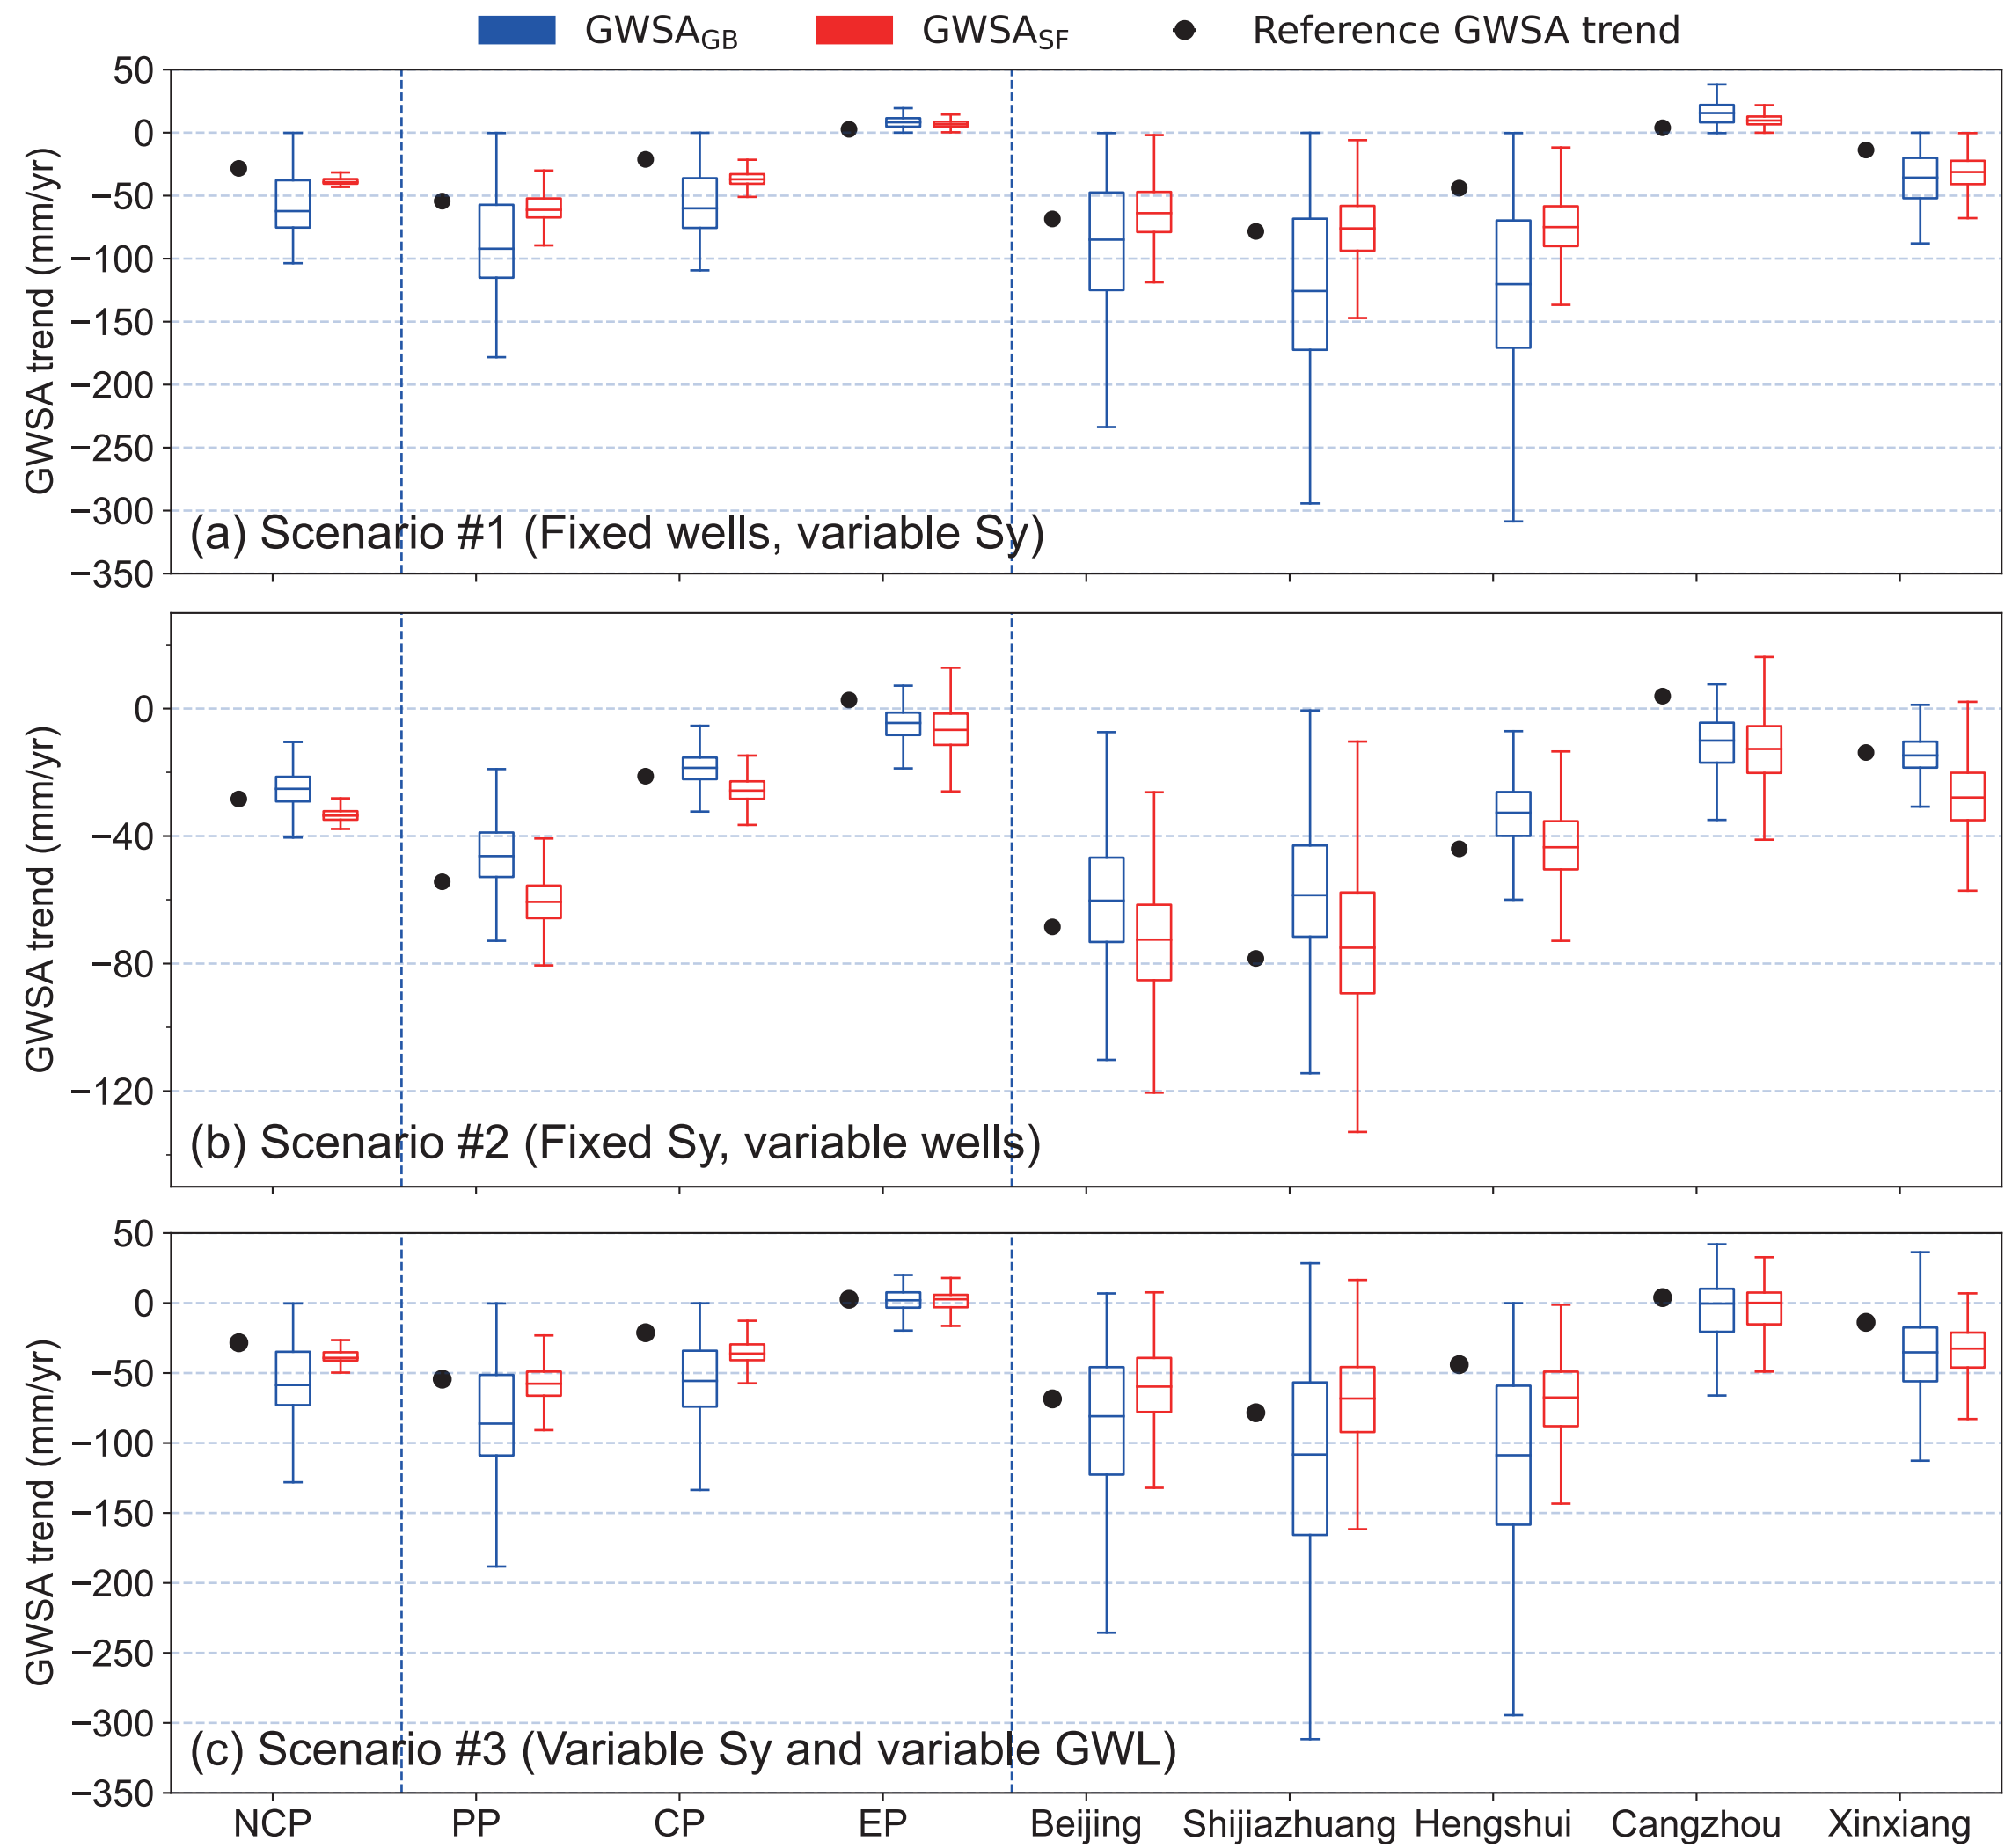 GWSA_GB GWSA_SF Reference GWSA trend
GWSA trend (mm/yr)
50
0
−50
−100
−150
−200
−250
−300
−350
(a) Scenario #1 (Fixed wells, variable Sy)
GWSA trend (mm/yr)
0
−40
−80
−120
(b) Scenario #2 (Fixed Sy, variable wells)
GWSA trend (mm/yr)
50
0
−50
−100
−150
−200
−250
−300
−350
(c) Scenario #3 (Variable Sy and variable GWL)
NCP PP CP EP Beijing Shijiazhuang Hengshui Cangzhou Xinxiang